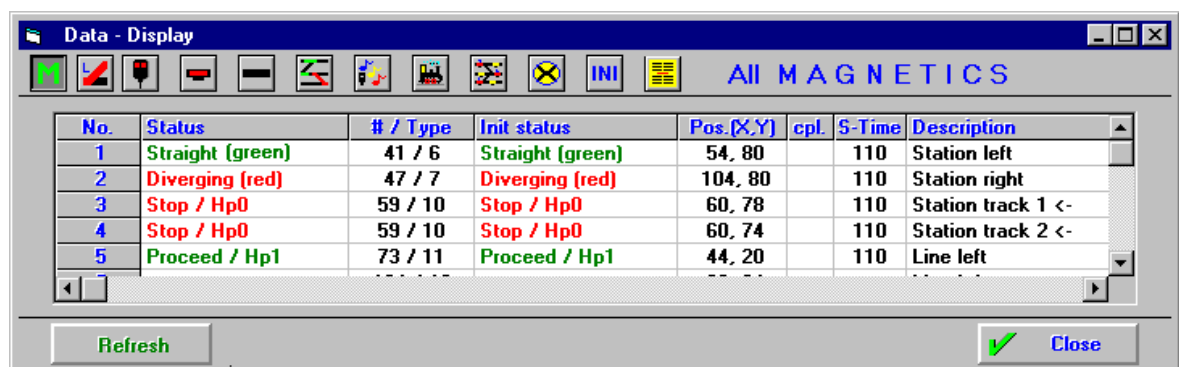 Data - Display
M L INI All M A G N E T I C S
No. Status # / Type Init status Pos.(X,Y) cpl. S-Time Description
1 Straight (green) 41 / 6 Straight (green) 54, 80 110 Station left
2 Diverging (red) 47 / 7 Diverging (red) 104, 80 110 Station right
3 Stop / Hp0 59 / 10 Stop / Hp0 60, 78 110 Station track 1 <-
4 Stop / Hp0 59 / 10 Stop / Hp0 60, 74 110 Station track 2 <-
5 Proceed / Hp1 73 / 11 Proceed / Hp1 44, 20 110 Line left
Refresh Close